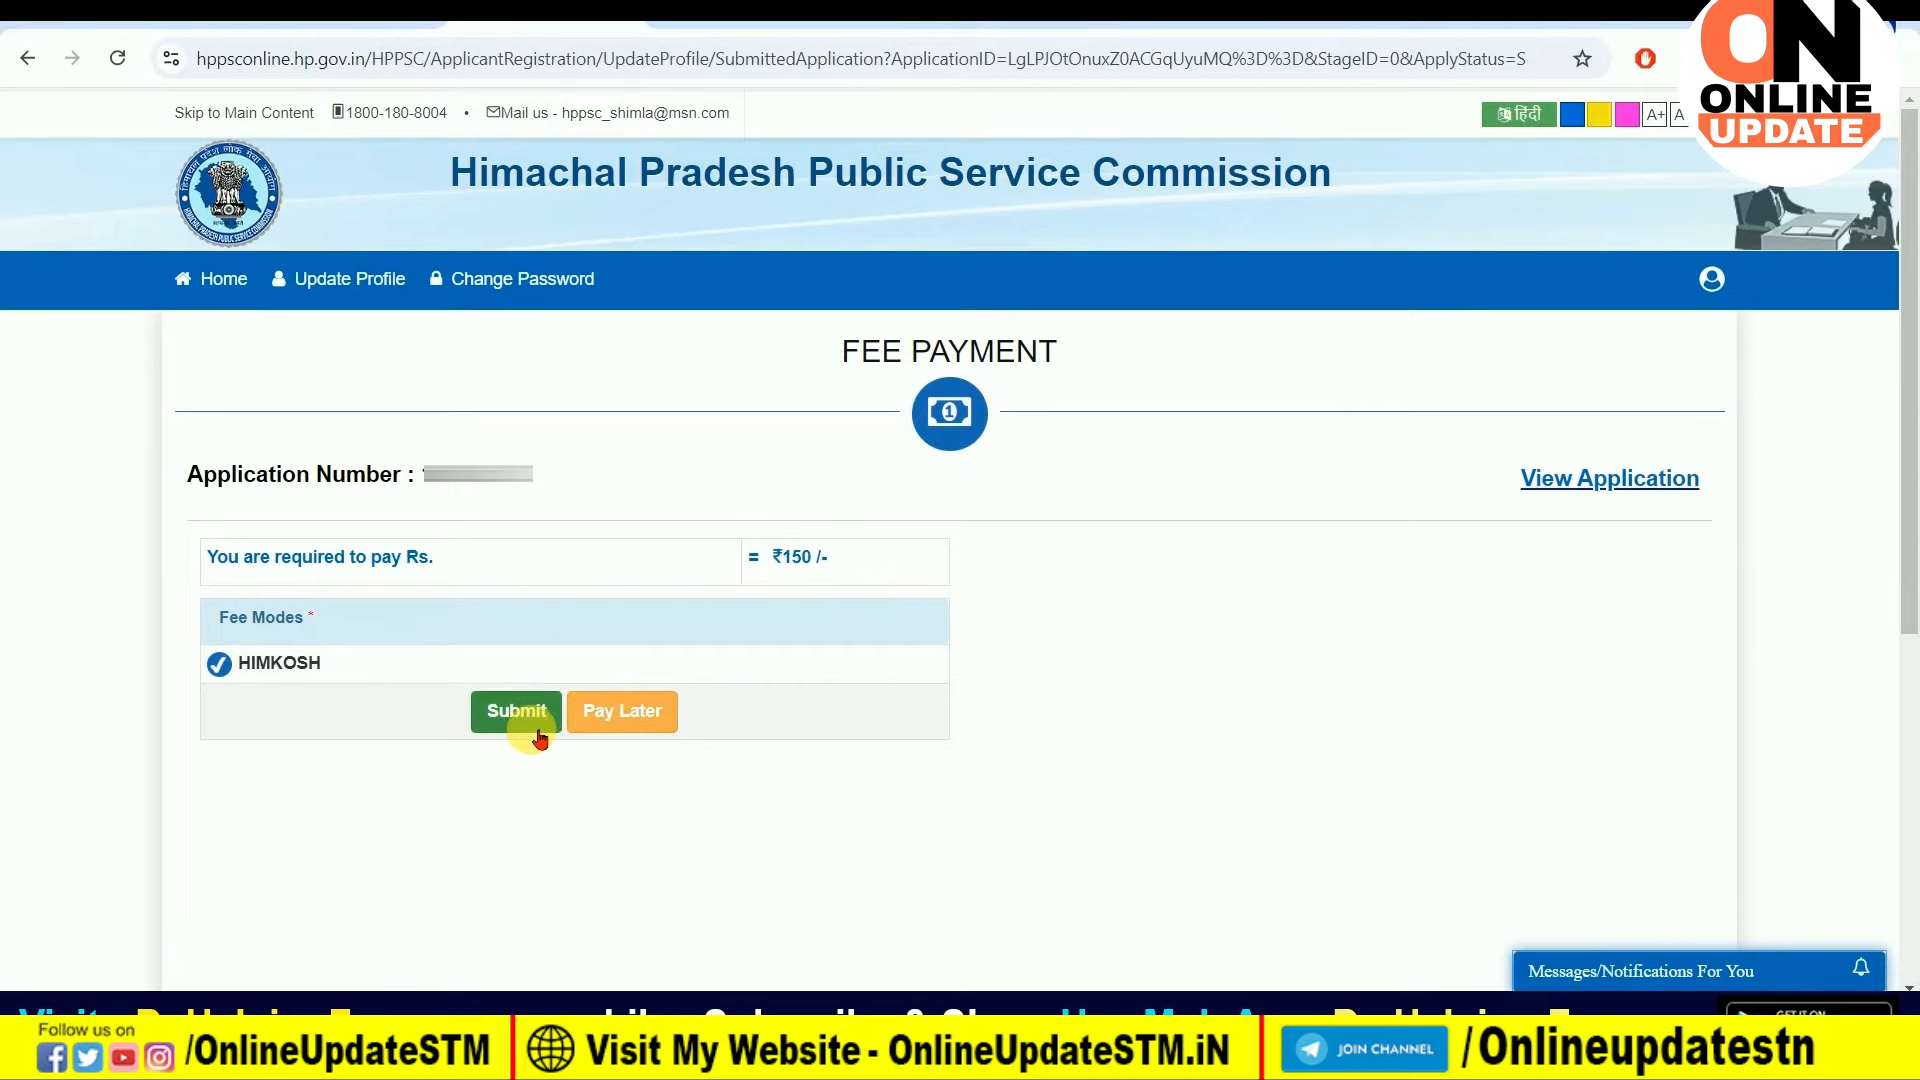 hppsconline.hp.gov.in/HPPSC/ApplicantRegistration/UpdateProfile/SubmittedApplication?ApplicationID=LgLPJOtOnuxZ0ACGqUyuMQ%3D%3D&StageID=0&ApplyStatus=S
ON
ONLINE
UPDATE
Skip to Main Content 1800-180-8004 • Mail us - hppsc_shimla@msn.com
हिंदी A+ A
Himachal Pradesh Public Service Commission
Home Update Profile Change Password
FEE PAYMENT
Application Number :
View Application
You are required to pay Rs. = ₹150 /-
Fee Modes *
HIMKOSH
Submit Pay Later
Messages/Notifications For You
GET IT ON
Follow us on
/OnlineUpdateSTM
Visit My Website - OnlineUpdateSTM.iN
JOIN CHANNEL /Onlineupdatestn